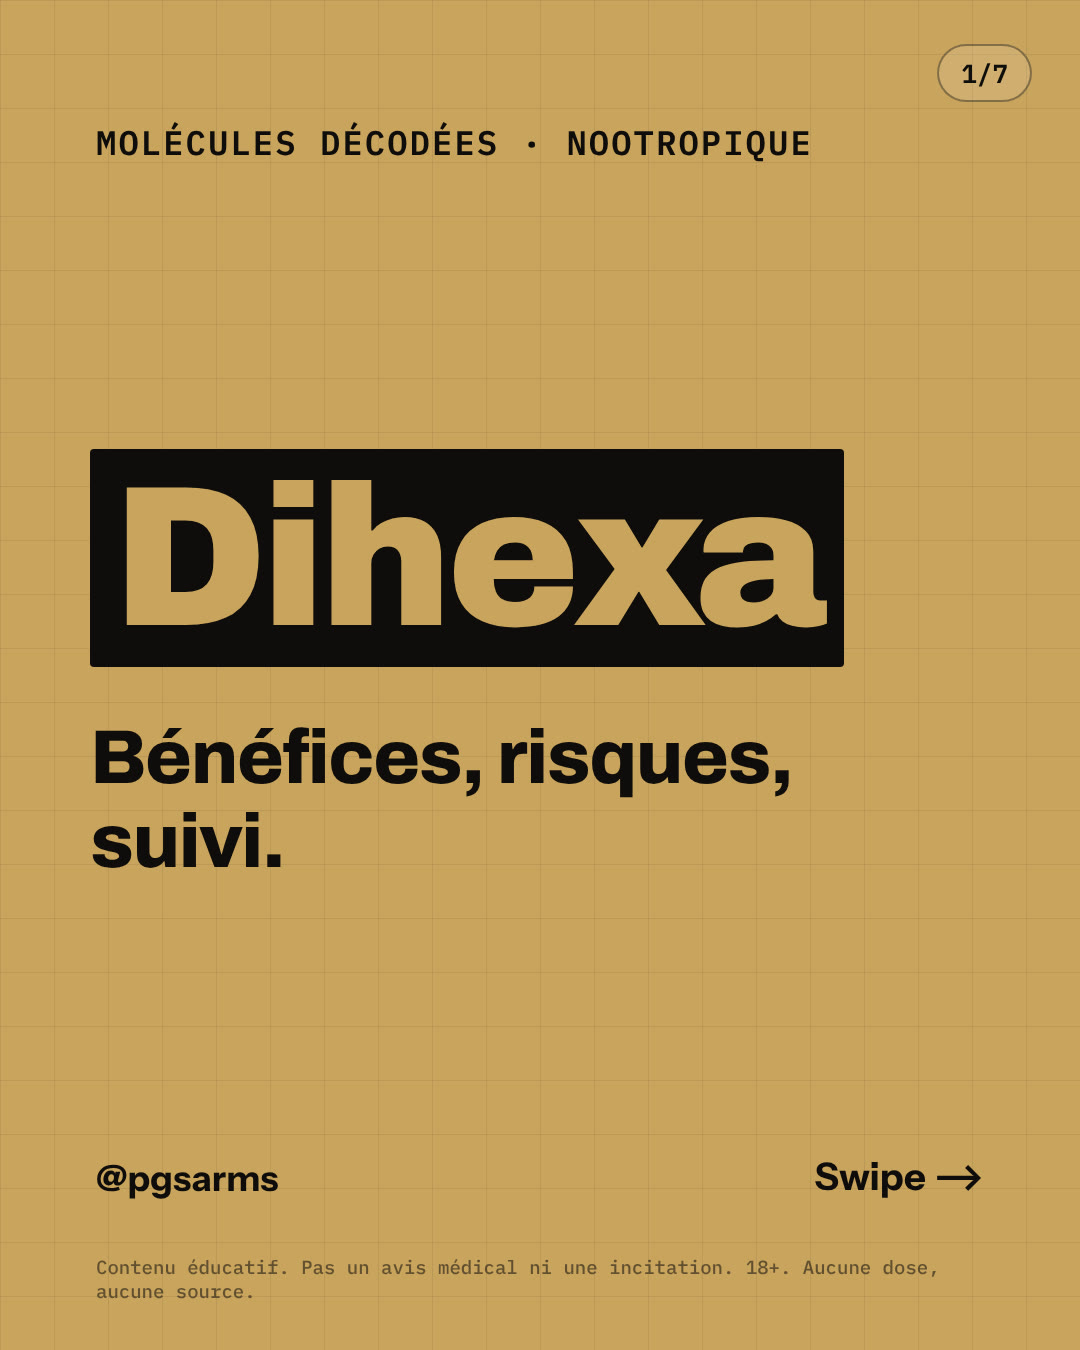 1/7
MOLÉCULES DÉCODÉES · NOOTROPIQUE
Dihexa
Bénéfices, risques,
suivi.
@pgsarms
Swipe →
Contenu éducatif. Pas un avis médical ni une incitation. 18+. Aucune dose,
aucune source.